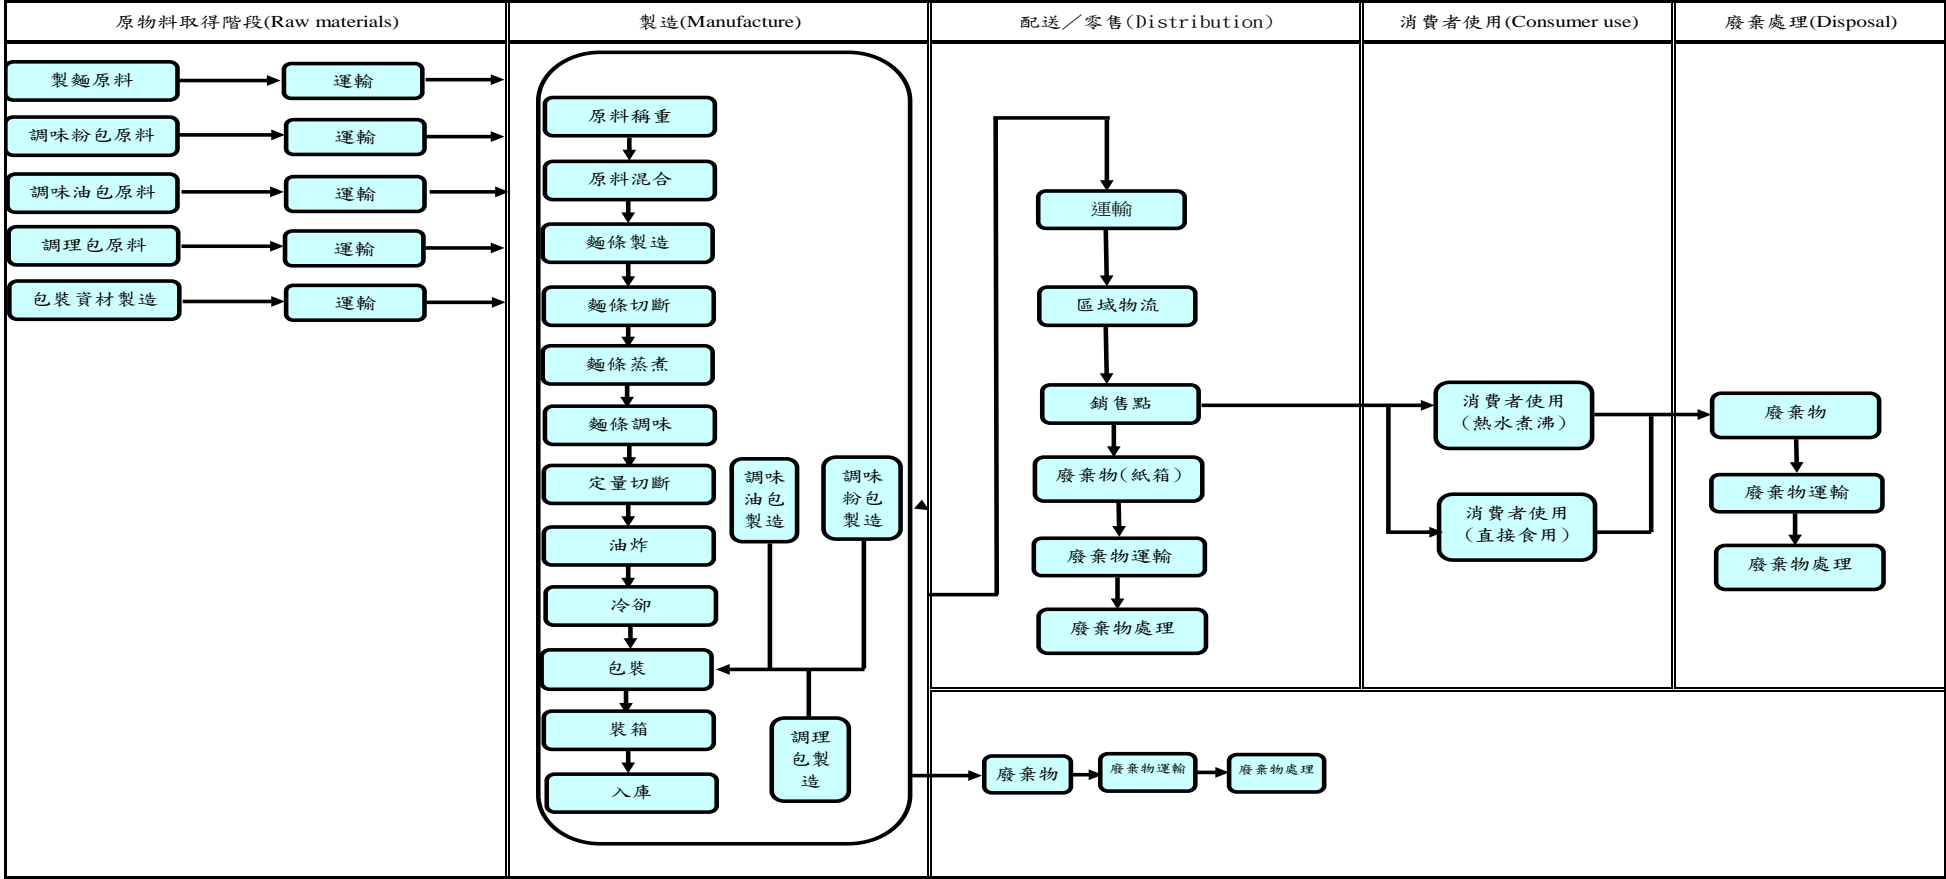 原物料取得階段(Raw materials)
製造(Manufacture)
配送／零售(Distribution)
消費者使用(Consumer use)
廢棄處理(Disposal)
製麵原料
運輸
調味粉包原料
運輸
調味油包原料
運輸
調理包原料
運輸
包裝資材製造
運輸
原料稱重
原料混合
麵條製造
麵條切斷
麵條蒸煮
麵條調味
定量切斷
油炸
冷卻
包裝
裝箱
入庫
調味
油包
製造
調味
粉包
製造
調理
包製
造
運輸
區域物流
銷售點
廢棄物(紙箱)
廢棄物運輸
廢棄物處理
消費者使用
(熱水煮沸)
消費者使用
(直接食用)
廢棄物
廢棄物運輸
廢棄物處理
廢棄物
廢棄物運輸
廢棄物處理